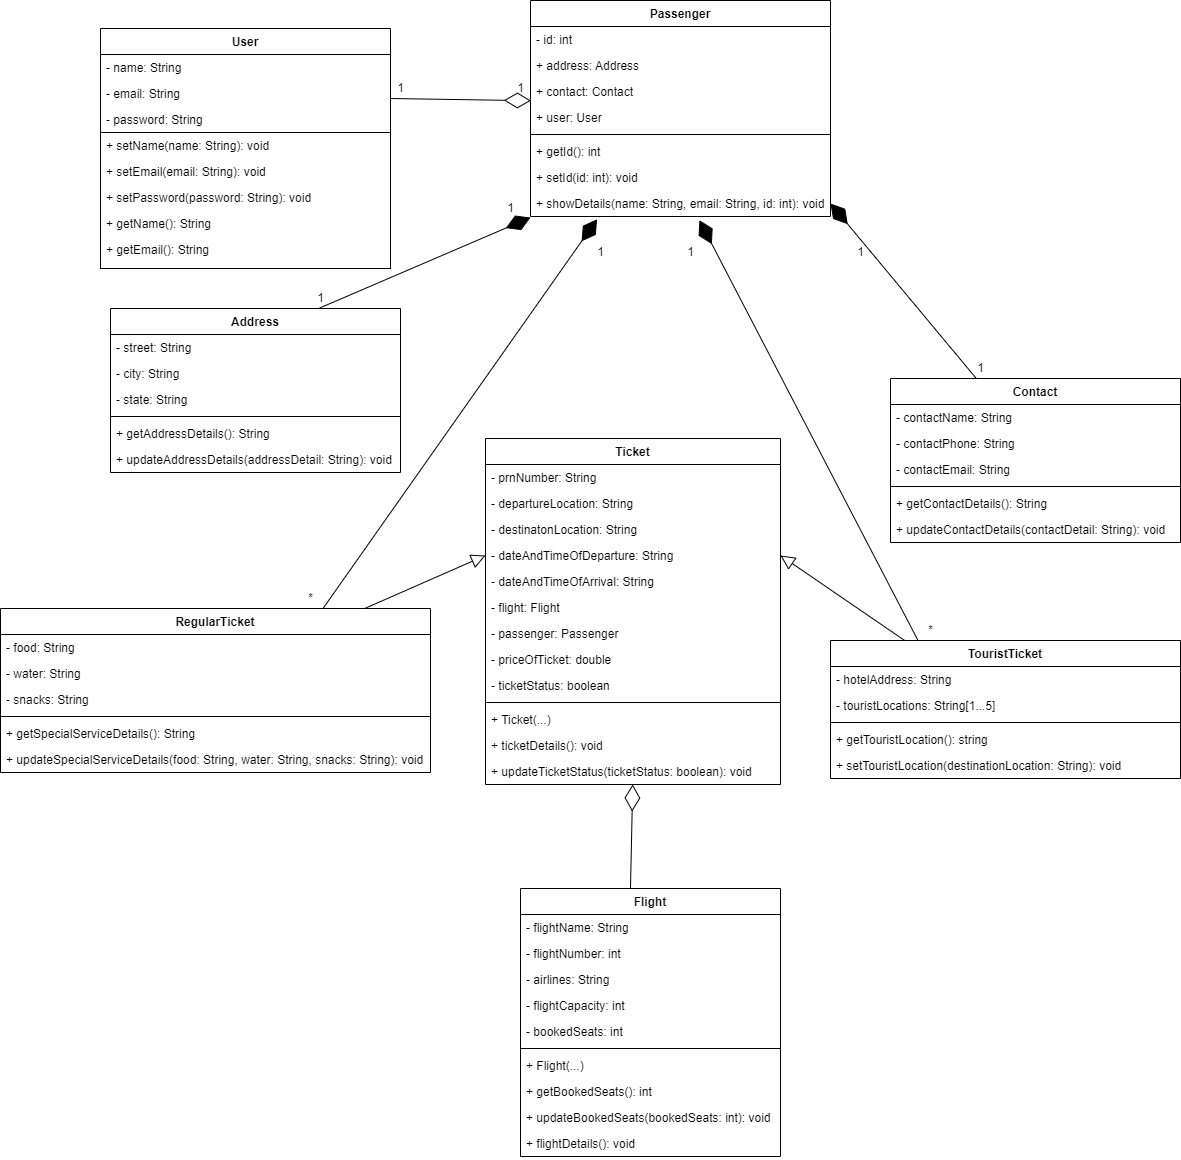 Passenger
- id: int
+ address: Address
+ contact: Contact
+ user: User
+ getId(): int
+ setId(id: int): void
+ showDetails(name: String, email: String, id: int): void
User
- name: String
- email: String
- password: String
+ setName(name: String): void
+ setEmail(email: String): void
+ setPassword(password: String): void
+ getName(): String
+ getEmail(): String
1
1
1
1
1
1
1
1
*
*
Address
- street: String
- city: String
- state: String
+ getAddressDetails(): String
+ updateAddressDetails(addressDetail: String): void
Contact
- contactName: String
- contactPhone: String
- contactEmail: String
+ getContactDetails(): String
+ updateContactDetails(contactDetail: String): void
Ticket
- prnNumber: String
- departureLocation: String
- destinatonLocation: String
- dateAndTimeOfDeparture: String
- dateAndTimeOfArrival: String
- flight: Flight
- passenger: Passenger
- priceOfTicket: double
- ticketStatus: boolean
+ Ticket(...)
+ ticketDetails(): void
+ updateTicketStatus(ticketStatus: boolean): void
RegularTicket
- food: String
- water: String
- snacks: String
+ getSpecialServiceDetails(): String
+ updateSpecialServiceDetails(food: String, water: String, snacks: String): void
TouristTicket
- hotelAddress: String
- touristLocations: String[1...5]
+ getTouristLocation(): string
+ setTouristLocation(destinationLocation: String): void
Flight
- flightName: String
- flightNumber: int
- airlines: String
- flightCapacity: int
- bookedSeats: int
+ Flight(...)
+ getBookedSeats(): int
+ updateBookedSeats(bookedSeats: int): void
+ flightDetails(): void